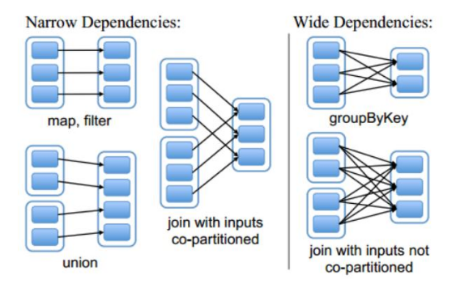 Narrow Dependencies:
Wide Dependencies:
map, filter
groupByKey
join with inputs
co-partitioned
union
join with inputs not
co-partitioned